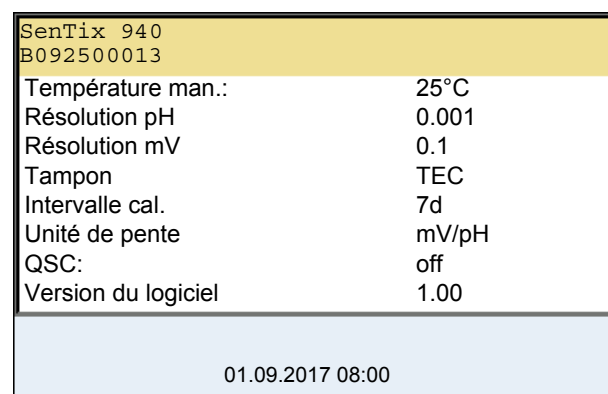 SenTix 940
B092500013
Température man.: 25°C
Résolution pH 0.001
Résolution mV 0.1
Tampon TEC
Intervalle cal. 7d
Unité de pente mV/pH
QSC: off
Version du logiciel 1.00
01.09.2017 08:00